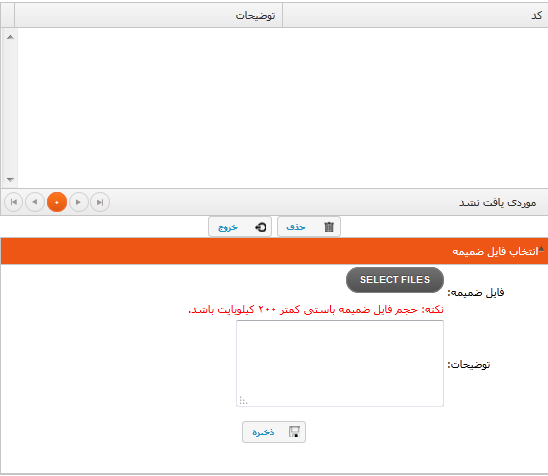 کد توضیحات
موردی یافت نشد
۰
حذف خروج
انتخاب فایل ضمیمه
فایل ضمیمه: SELECT FILES
نکته: حجم فایل ضمیمه بایستی کمتر ۲۰۰ کیلوبایت باشد.
توضیحات:
ذخیره